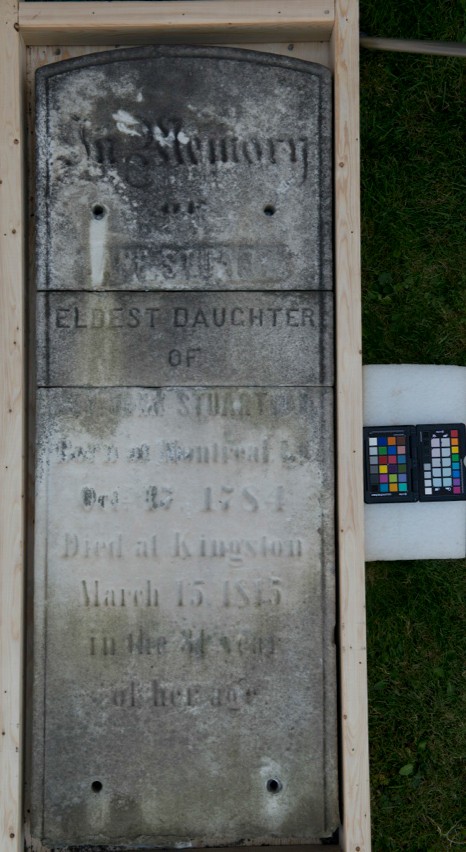 In Memory
OF
ELDEST DAUGHTER
OF
STUART
Born at Montreal
1784
Died at Kingston
March 15 1815
in the 31 year
of her age